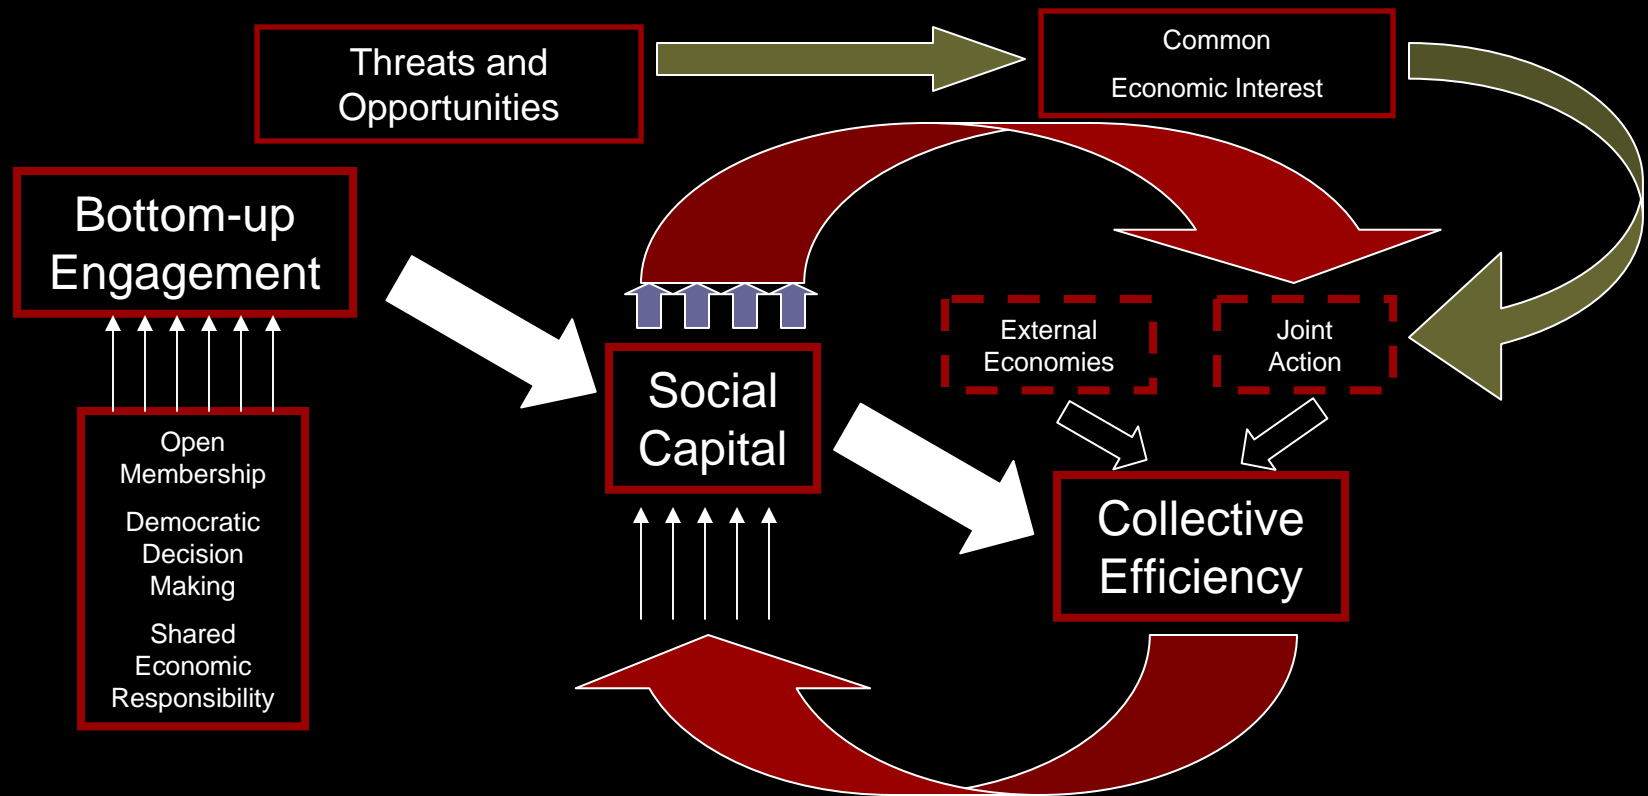 Threats and
Opportunities
Common
Economic Interest
Bottom-up
Engagement
External
Economies
Joint
Action
Social
Capital
Open
Membership
Democratic
Decision
Making
Shared
Economic
Responsibility
Collective
Efficiency